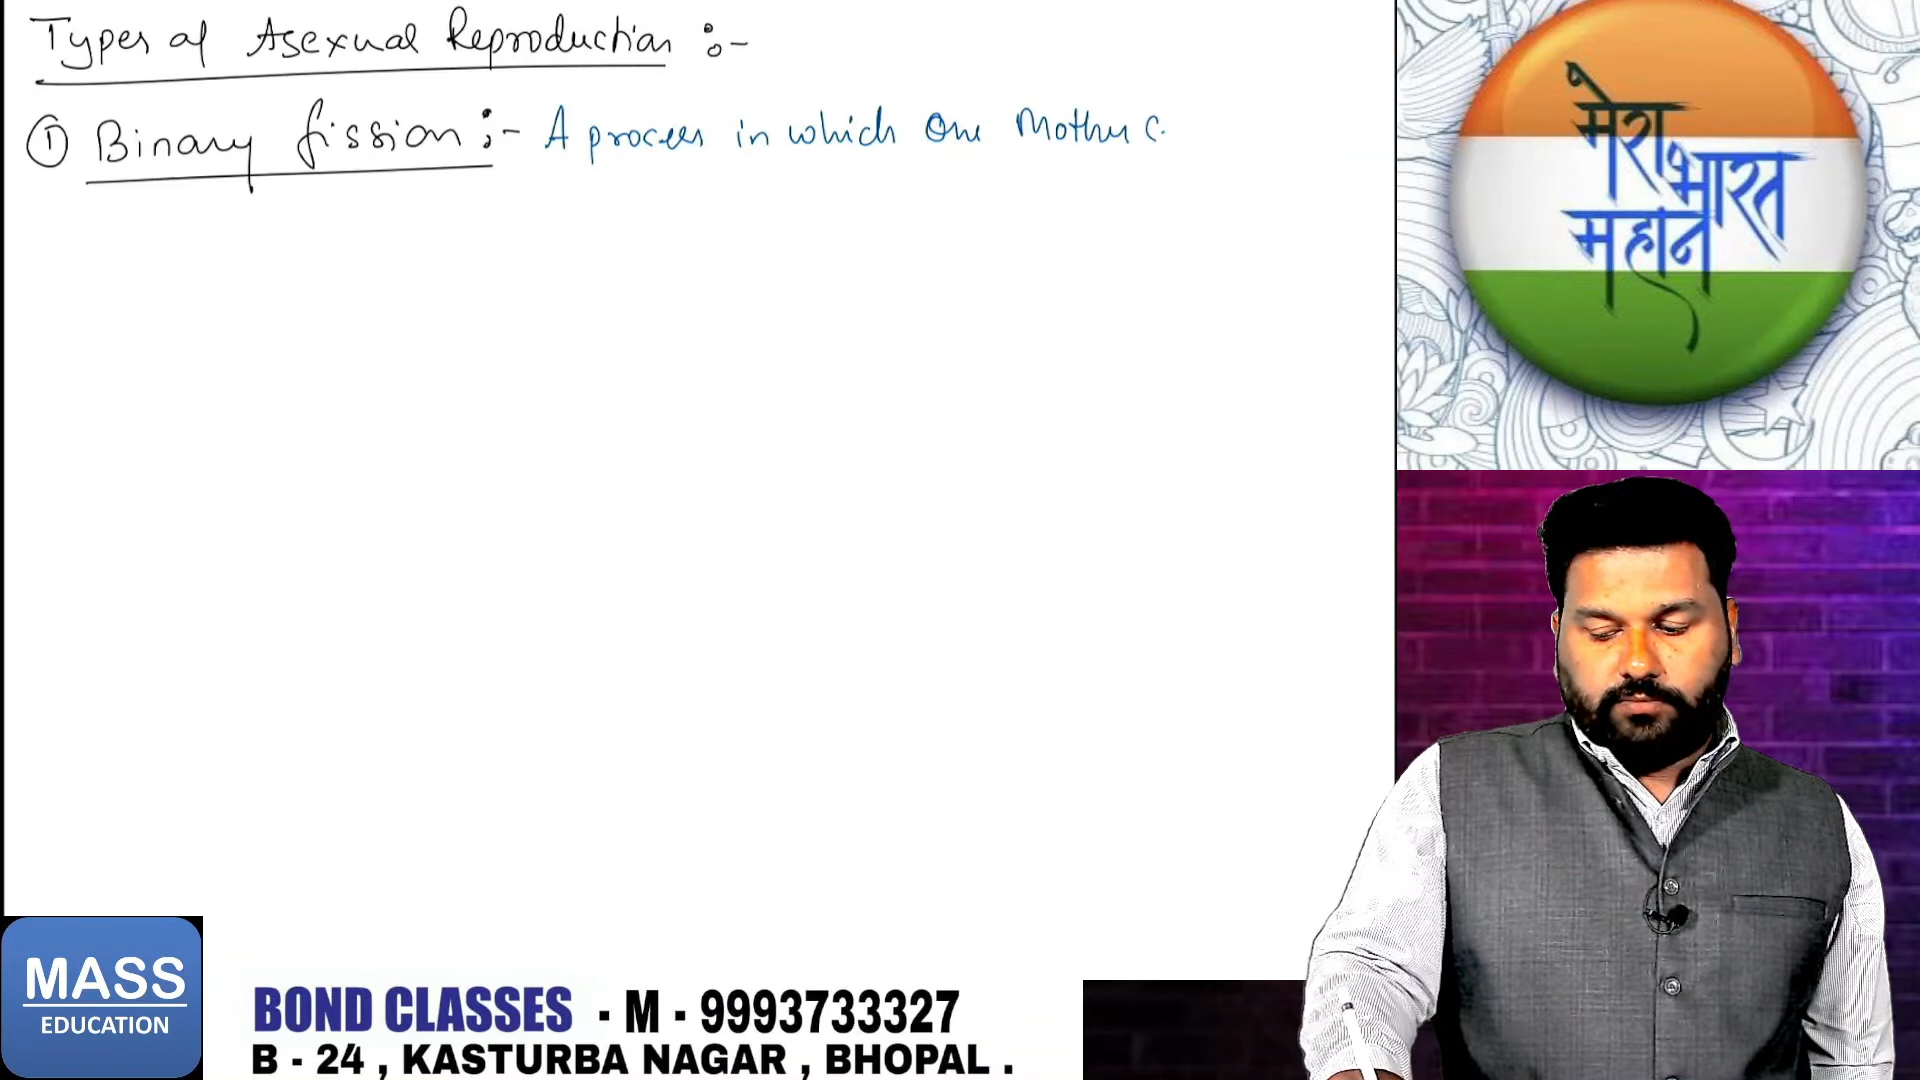 Types of Asexual Reproduction :-
① Binary fission :- A process in which One Mother C
मेरा
भारत
महान
MASS
EDUCATION
BOND CLASSES - M - 9993733327
B - 24 , KASTURBA NAGAR , BHOPAL .